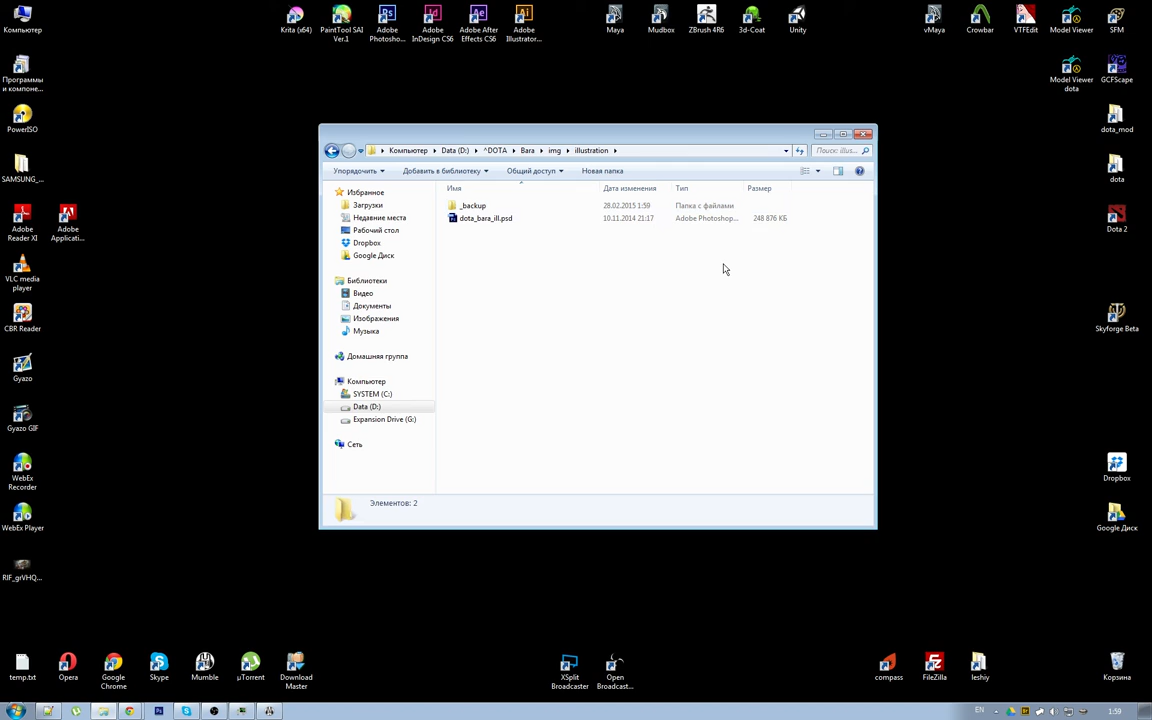 Компьютер
Krita (x64)
PaintTool SAI
Ver.1
Adobe
Photosho...
Adobe
InDesign CS6
Adobe After
Effects CS6
Adobe
Illustrator...
Maya
Mudbox
ZBrush 4R6
3d-Coat
Unity
vMaya
Crowbar
VTFEdit
Model Viewer
SFM
Программы
и компоне...
Model Viewer
dota
GCFScape
PowerISO
dota_mod
SAMSUNG_...
dota
Adobe
Reader XI
Adobe
Applicati...
Dota 2
VLC media
player
CBR Reader
Skyforge Beta
Gyazo
Gyazo GIF
WebEx
Recorder
Dropbox
WebEx Player
Google Диск
RIF_grVHQ...
Компьютер
Data (D:)
^DOTA
Bara
img
illustration
Поиск: illus...
Упорядочить
Добавить в библиотеку
Общий доступ
Новая папка
Имя
Дата изменения
Тип
Размер
_backup
28.02.2015 1:59
Папка с файлами
dota_bara_ill.psd
10.11.2014 21:17
Adobe Photoshop...
248 876 КБ
Избранное
Загрузки
Недавние места
Рабочий стол
Dropbox
Google Диск
Библиотеки
Видео
Документы
Изображения
Музыка
Домашняя группа
Компьютер
SYSTEM (C:)
Data (D:)
Expansion Drive (G:)
Сеть
Элементов: 2
temp.txt
Opera
Google
Chrome
Skype
Mumble
µTorrent
Download
Master
XSplit
Broadcaster
Open
Broadcast...
compass
FileZilla
leshiy
Корзина
EN
1:59